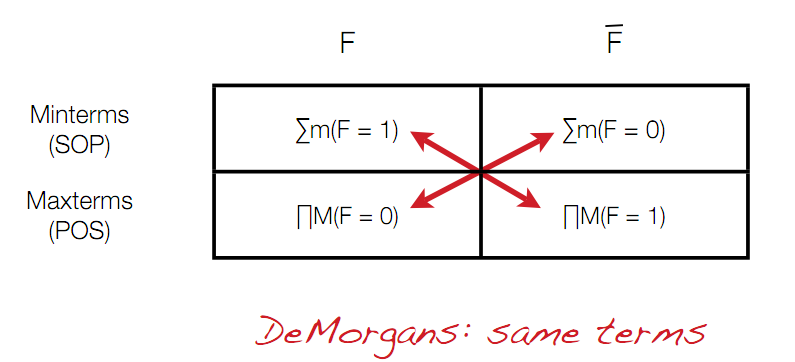 F F̅
Minterms
(SOP)
∑m(F = 1) ∑m(F = 0)
Maxterms
(POS)
∏M(F = 0) ∏M(F = 1)
DeMorgans: same terms